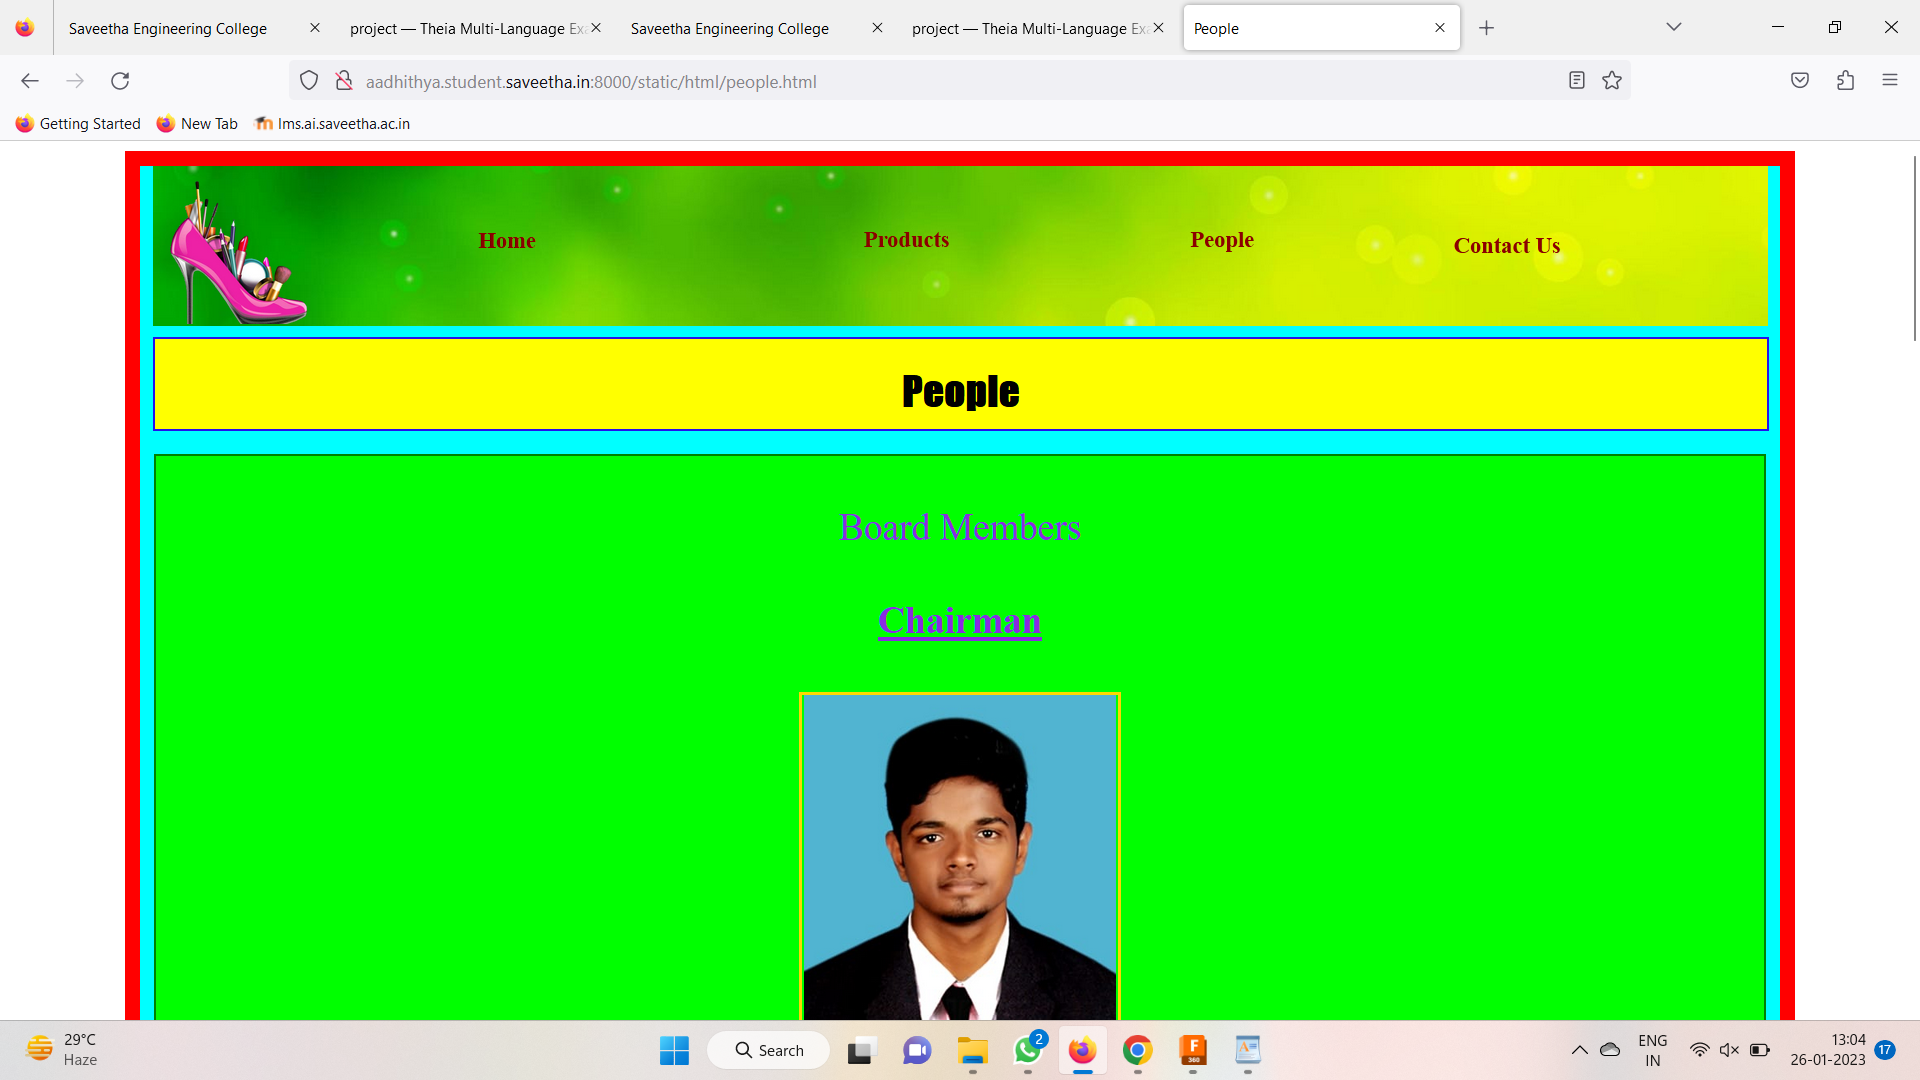 Saveetha Engineering College
project — Theia Multi-Language Ex
Saveetha Engineering College
project — Theia Multi-Language Ex
People
aadhithya.student.saveetha.in:8000/static/html/people.html
Getting Started
New Tab
lms.ai.saveetha.ac.in
Home
Products
People
Contact Us
People
Board Members
Chairman
29°C
Haze
Search
2
F
360
ENG
IN
13:04
26-01-2023
17